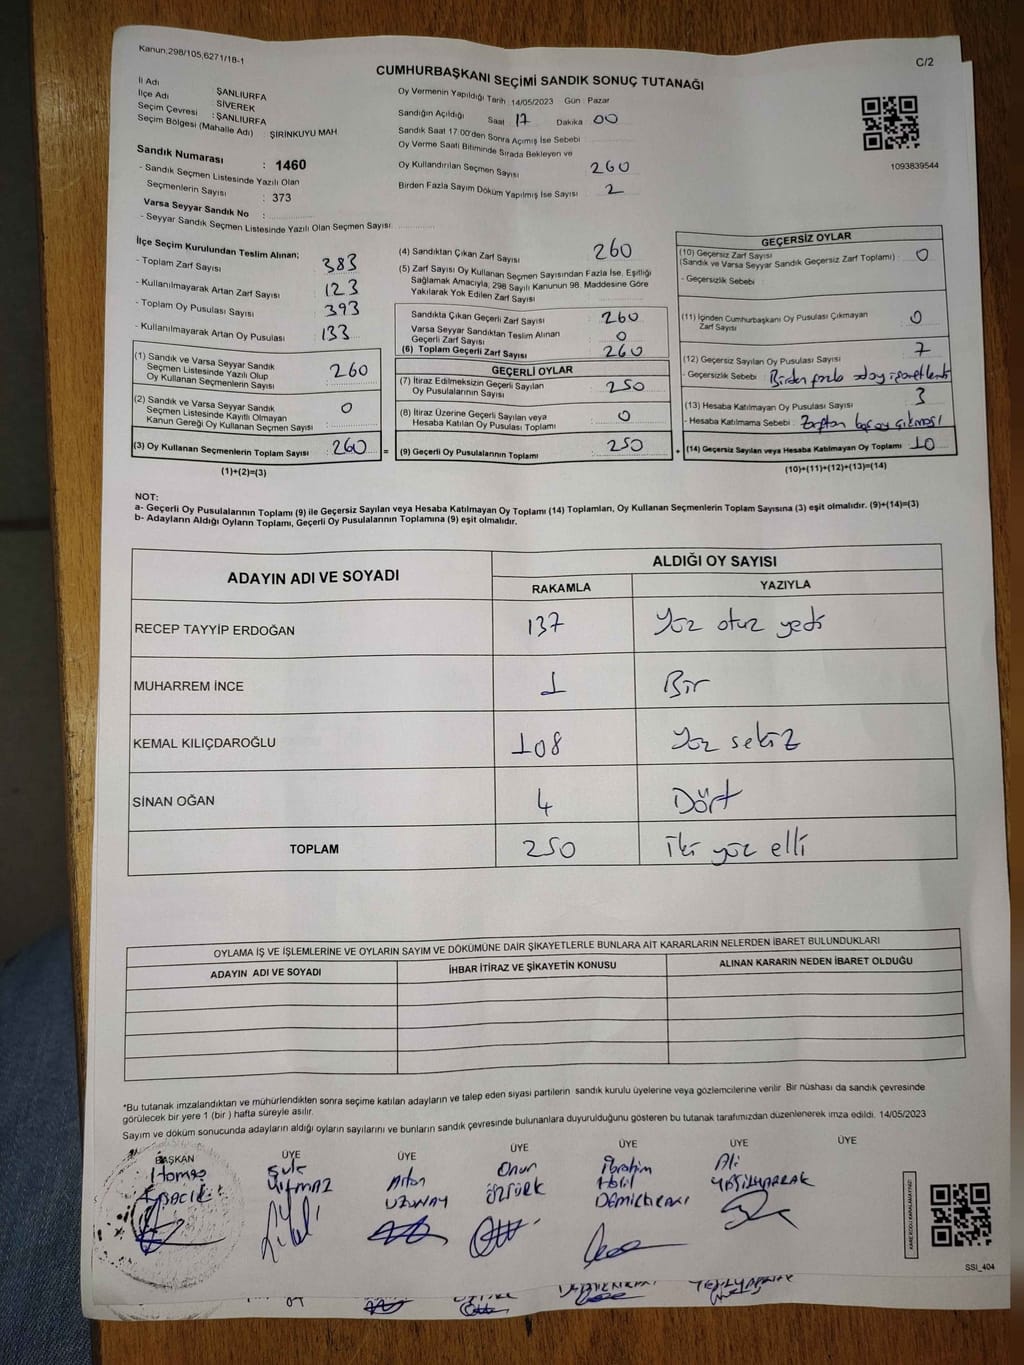 Kanun;298/105,6271/18-1
C/2
CUMHURBAŞKANI SEÇİMİ SANDIK SONUÇ TUTANAĞI
İl Adı : ŞANLIURFA
İlçe Adı : SİVEREK
Seçim Çevresi : ŞANLIURFA
Seçim Bölgesi (Mahalle Adı) : ŞİRİNKUYU MAH
Sandık Numarası : 1460
- Sandık Seçmen Listesinde Yazılı Olan
Seçmenlerin Sayısı : 373
Varsa Seyyar Sandık No :
- Seyyar Sandık Seçmen Listesinde Yazılı Olan Seçmen Sayısı:
Oy Vermenin Yapıldığı Tarih : 14/05/2023 Gün : Pazar
Sandığın Açıldığı Saat 17 Dakika 00
Sandık Saat 17:00'den Sonra Açımış İse Sebebi
Oy Verme Saati Bitiminde Sırada Bekleyen ve
Oy Kullandırılan Seçmen Sayısı 260
Birden Fazla Sayım Döküm Yapılmış İse Sayısı 2
1093839544
İlçe Seçim Kurulundan Teslim Alınan;
- Toplam Zarf Sayısı : 383
- Kullanılmayarak Artan Zarf Sayısı : 123
- Toplam Oy Pusulası Sayısı : 393
- Kullanılmayarak Artan Oy Pusulası : 133
(1) Sandık ve Varsa Seyyar Sandık
Seçmen Listesinde Yazılı Olup
Oy Kullanan Seçmenlerin Sayısı : 260
(2) Sandık ve Varsa Seyyar Sandık
Seçmen Listesinde Kayıtlı Olmayan
Kanun Gereği Oy Kullanan Seçmen Sayısı : 0
(3) Oy Kullanan Seçmenlerin Toplam Sayısı : 260 =
(1)+(2)=(3)
(4) Sandıktan Çıkan Zarf Sayısı : 260
(5) Zarf Sayısı Oy Kullanan Seçmen Sayısından Fazla İse, Eşitliği
Sağlamak Amacıyla; 298 Sayılı Kanunun 98. Maddesine Göre
Yakılarak Yok Edilen Zarf Sayısı :
Sandıkta Çıkan Geçerli Zarf Sayısı : 260
Varsa Seyyar Sandıktan Teslim Alınan
Geçerli Zarf Sayısı : 0
(6) Toplam Geçerli Zarf Sayısı : 260
GEÇERLİ OYLAR
(7) İtiraz Edilmeksizin Geçerli Sayılan
Oy Pusulalarının Sayısı : 250
(8) İtiraz Üzerine Geçerli Sayılan veya
Hesaba Katılan Oy Pusulası Toplamı : 0
(9) Geçerli Oy Pusulalarının Toplamı : 250 +
GEÇERSİZ OYLAR
(10) Geçersiz Zarf Sayısı
(Sandık ve Varsa Seyyar Sandık Geçersiz Zarf Toplamı) : 0
- Geçersizlik Sebebi :
(11) İçinden Cumhurbaşkanı Oy Pusulası Çıkmayan
Zarf Sayısı : 0
(12) Geçersiz Sayılan Oy Pusulası Sayısı : 7
- Geçersizlik Sebebi : Birden fazla aday işaretlendi
(13) Hesaba Katılmayan Oy Pusulası Sayısı : 3
- Hesaba Katılmama Sebebi : Zarftan boş oy çıkması
(14) Geçersiz Sayılan veya Hesaba Katılmayan Oy Toplamı : 10
(10)+(11)+(12)+(13)=(14)
NOT:
a- Geçerli Oy Pusulalarının Toplamı (9) ile Geçersiz Sayılan veya Hesaba Katılmayan Oy Toplamı (14) Toplamları, Oy Kullanan Seçmenlerin Toplam Sayısına (3) eşit olmalıdır. (9)+(14)=(3)
b- Adayların Aldığı Oyların Toplamı, Geçerli Oy Pusulalarının Toplamına (9) eşit olmalıdır.
ADAYIN ADI VE SOYADI
ALDIĞI OY SAYISI
RAKAMLA YAZIYLA
RECEP TAYYİP ERDOĞAN 137 Yüz otuz yedi
MUHARREM İNCE 1 Bir
KEMAL KILIÇDAROĞLU 108 Yüz sekiz
SİNAN OĞAN 4 Dört
TOPLAM 250 iki yüz elli
OYLAMA İŞ VE İŞLEMLERİNE VE OYLARIN SAYIM VE DÖKÜMÜNE DAİR ŞİKAYETLERLE BUNLARA AİT KARARLARIN NELERDEN İBARET BULUNDUKLARI
ADAYIN ADI VE SOYADI İHBAR İTİRAZ VE ŞİKAYETİN KONUSU ALINAN KARARIN NEDEN İBARET OLDUĞU
*Bu tutanak imzalandıktan ve mühürlendikten sonra seçime katılan adayların ve talep eden siyasi partilerin sandık kurulu üyelerine veya gözlemcilerine verilir. Bir nüshası da sandık çevresinde
görülecek bir yere 1 (bir ) hafta süreyle asılır.
Sayım ve döküm sonucunda adayların aldığı oyların sayılarını ve bunların sandık çevresinde bulunanlara duyurulduğunu gösteren bu tutanak tarafımızdan düzenlenerek imza edildi. 14/05/2023
BAŞKAN ÜYE ÜYE ÜYE ÜYE ÜYE ÜYE
Şule Onur İbrahim Ali
YILMAZ UZUNAY Halil YEŞİLYAPRAK
ÖZTÜRK
SSI_404